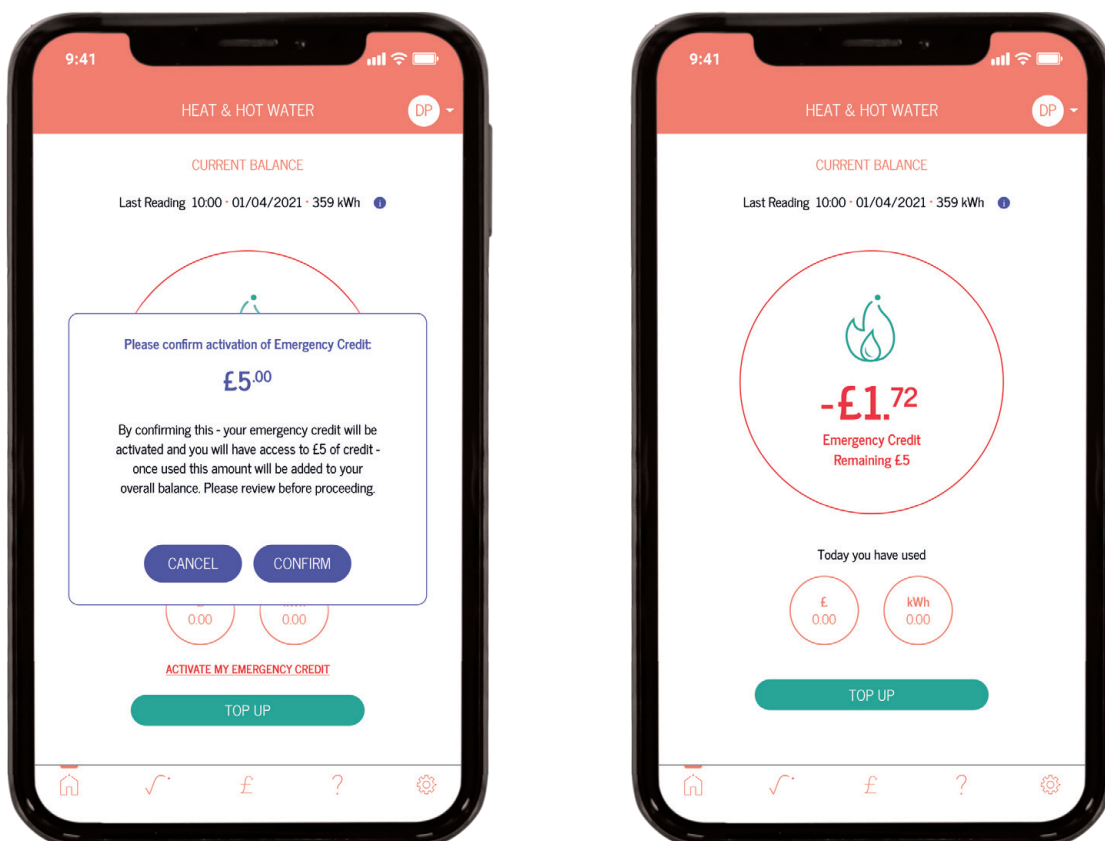 9:41
HEAT & HOT WATER
DP
CURRENT BALANCE
Last Reading 10:00 · 01/04/2021 · 359 kWh i
Please confirm activation of Emergency Credit:
£5.00
By confirming this - your emergency credit will be
activated and you will have access to £5 of credit -
once used this amount will be added to your
overall balance. Please review before proceeding.
CANCEL CONFIRM
0.00 0.00
ACTIVATE MY EMERGENCY CREDIT
TOP UP
£ ?
9:41
HEAT & HOT WATER
DP
CURRENT BALANCE
Last Reading 10:00 · 01/04/2021 · 359 kWh i
-£1.72
Emergency Credit
Remaining £5
Today you have used
£ kWh
0.00 0.00
TOP UP
£ ?